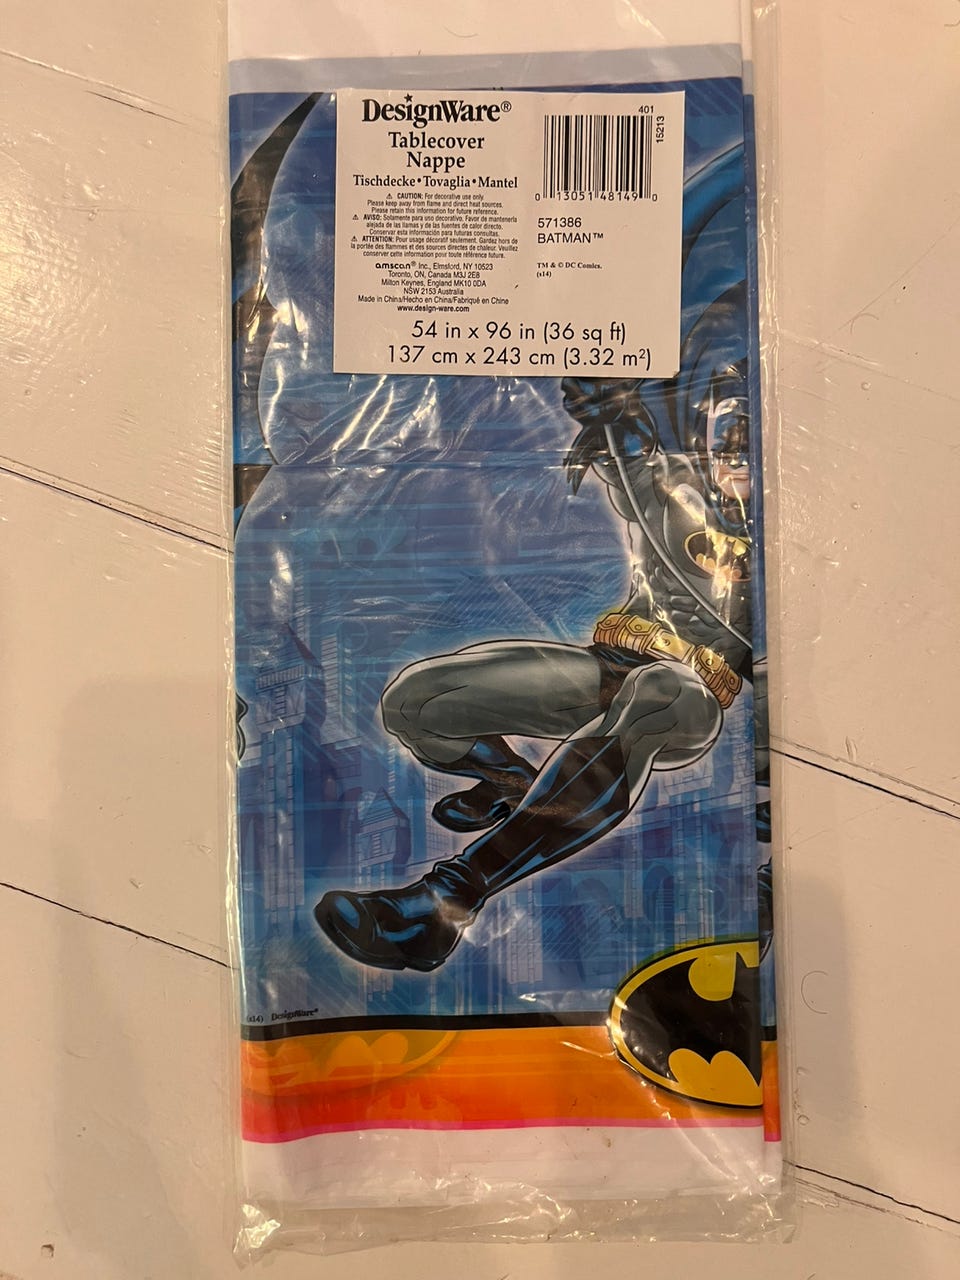 DesignWare®
Tablecover
Nappe
Tischdecke • Tovaglia • Mantel
⚠ CAUTION: For decorative use only.
Please keep away from flame and direct heat sources.
Please retain this information for future reference.
⚠ AVISO: Solamente para uso decorativo. Favor de mantenerla
alejada de las llamas y de las fuentes de calor directo.
Conservar esta información para futuras consultas.
⚠ ATTENTION: Pour usage décoratif seulement. Gardez hors de
la portée des flammes et des sources directes de chaleur. Veuillez
conserver cette information pour toute référence future.
amscan® Inc., Elmsford, NY 10523
Toronto, ON, Canada M3J 2E8
Milton Keynes, England MK10 0DA
NSW 2153 Australia
Made in China/Hecho en China/Fabriqué en Chine
www.design-ware.com
401
15213
0 13051 48149 0
571386
BATMAN™
TM & © DC Comics.
(s14)
54 in x 96 in (36 sq ft)
137 cm x 243 cm (3.32 m²)
(s14) DesignWare®